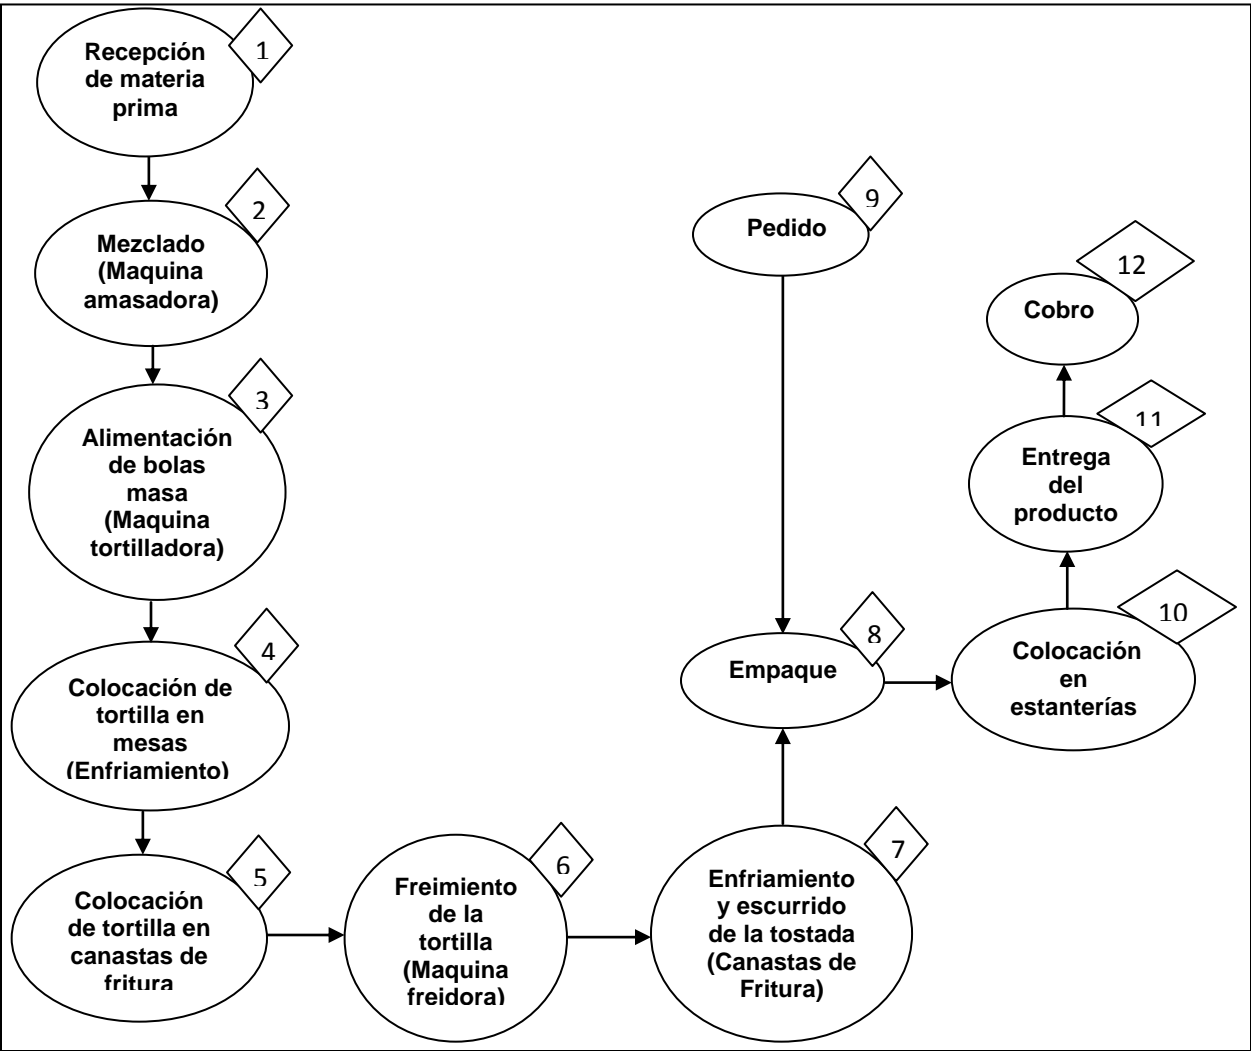 1
Recepción
de materia
prima
2
Mezclado
(Maquina
amasadora)
3
Alimentación
de bolas
masa
(Maquina
tortilladora)
4
Colocación de
tortilla en
mesas
(Enfriamiento)
5
Colocación
de tortilla en
canastas de
fritura
6
Freimiento
de la
tortilla
(Maquina
freidora)
7
Enfriamiento
y escurrido
de la tostada
(Canastas de
Fritura)
8
Empaque
9
Pedido
10
Colocación
en
estanterías
11
Entrega
del
producto
12
Cobro